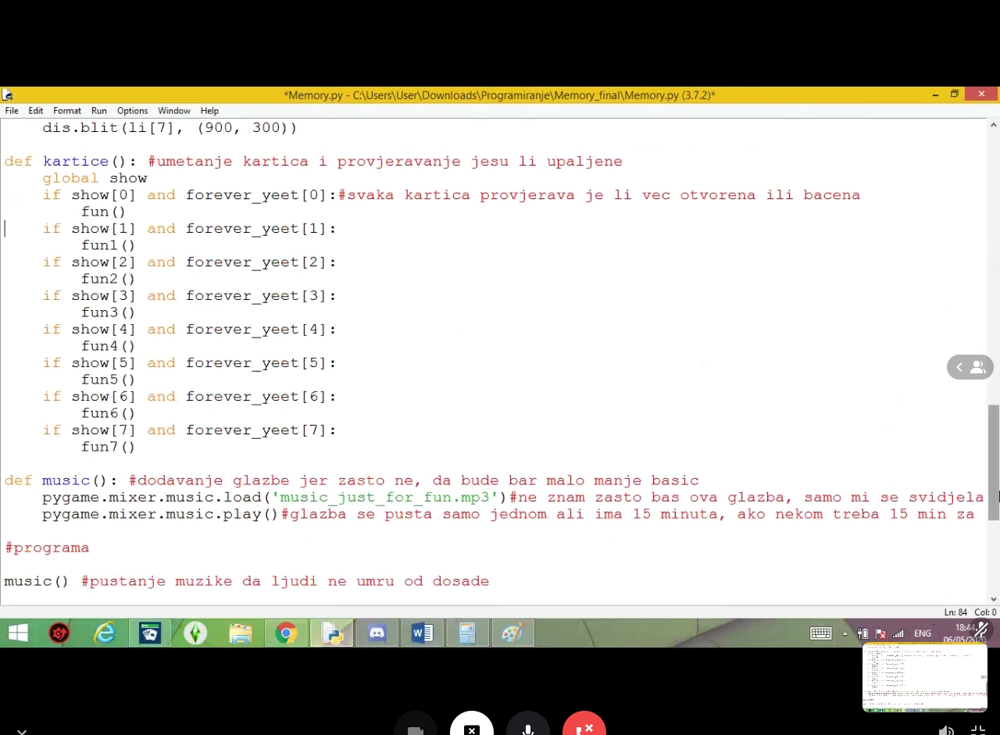 *Memory.py - C:\Users\User\Downloads\Programiranje\Memory_final\Memory.py (3.7.2)*
File Edit Format Run Options Window Help
dis.blit(li[7], (900, 300))
def kartice(): #umetanje kartica i provjeravanje jesu li upaljene
global show
if show[0] and forever_yeet[0]:#svaka kartica provjerava je li vec otvorena ili bacena
fun()
if show[1] and forever_yeet[1]:
fun1()
if show[2] and forever_yeet[2]:
fun2()
if show[3] and forever_yeet[3]:
fun3()
if show[4] and forever_yeet[4]:
fun4()
if show[5] and forever_yeet[5]:
fun5()
if show[6] and forever_yeet[6]:
fun6()
if show[7] and forever_yeet[7]:
fun7()
def music(): #dodavanje glazbe jer zasto ne, da bude bar malo manje basic
pygame.mixer.music.load('music_just_for_fun.mp3')#ne znam zasto bas ova glazba, samo mi se svidjela
pygame.mixer.music.play()#glazba se pusta samo jednom ali ima 15 minuta, ako nekom treba 15 min za
#programa
music() #pustanje muzike da ljudi ne umru od dosade
Ln: 84 Col: 0
ENG
18:44
06/05/2020